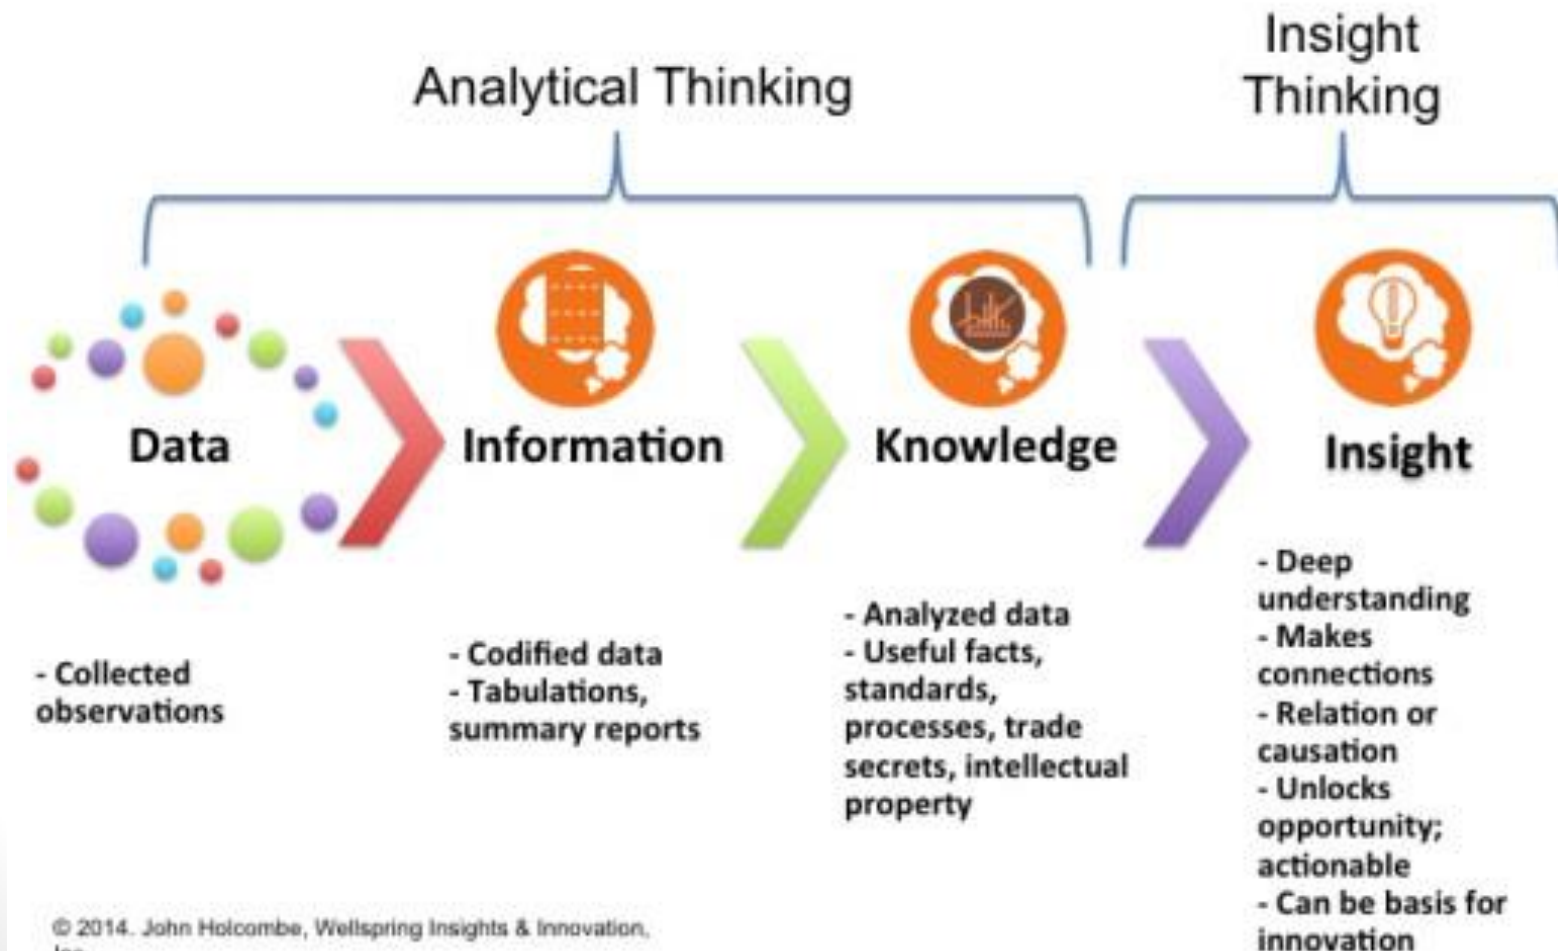 Analytical Thinking
Insight
Thinking
Data
Information
Knowledge
Insight
- Collected
observations
- Codified data
- Tabulations,
summary reports
- Analyzed data
- Useful facts,
standards,
processes, trade
secrets, intellectual
property
- Deep
understanding
- Makes
connections
- Relation or
causation
- Unlocks
opportunity;
actionable
- Can be basis for
innovation
© 2014. John Holcombe, Wellspring Insights & Innovation,